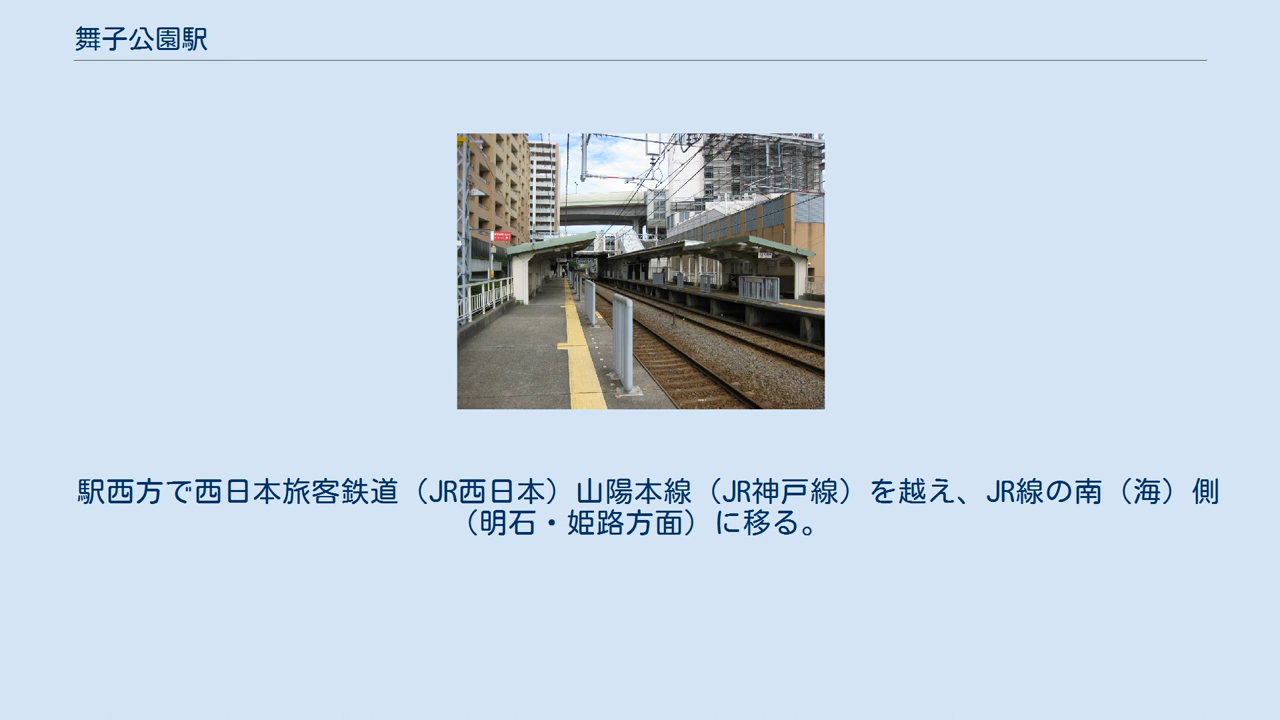 舞子公園駅
駅西方で西日本旅客鉄道（JR西日本）山陽本線（JR神戸線）を越え、JR線の南（海）側
（明石・姫路方面）に移る。